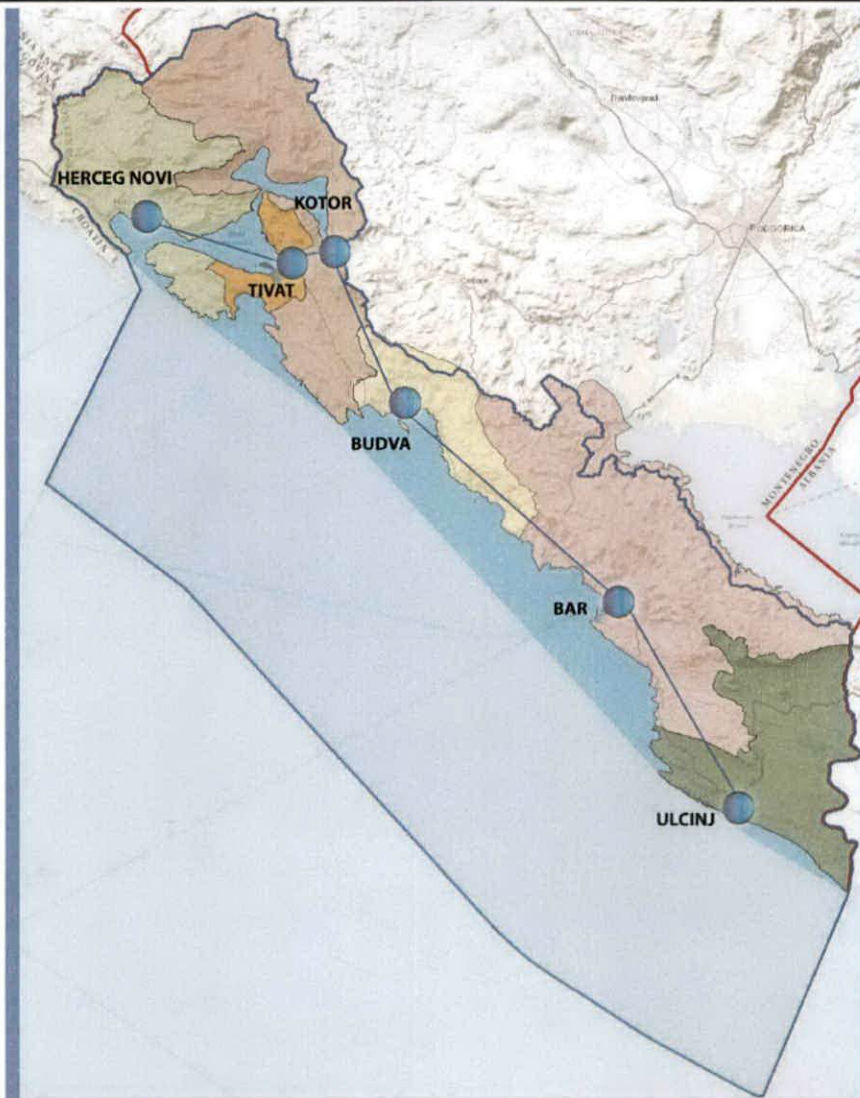 HERCEG NOVI
KOTOR
CROATIA
TIVAT
PODGORICA
BUDVA
MONTENEGRO
ALBANIA
BAR
ULCINJ